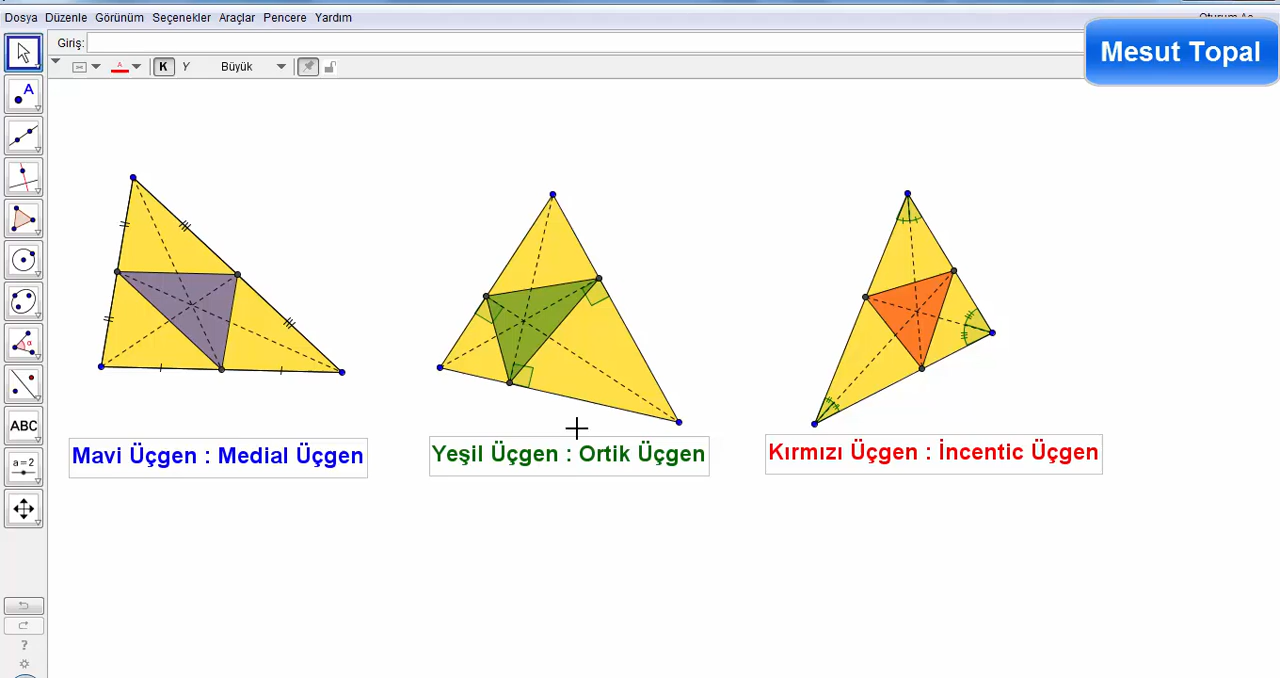 Dosya Düzenle Görünüm Seçenekler Araçlar Pencere Yardım
Giriş:
Mesut Topal
A K Y Büyük
A
α
ABC
a=2
Mavi Üçgen : Medial Üçgen
Yeşil Üçgen : Ortik Üçgen
Kırmızı Üçgen : İncentic Üçgen
?